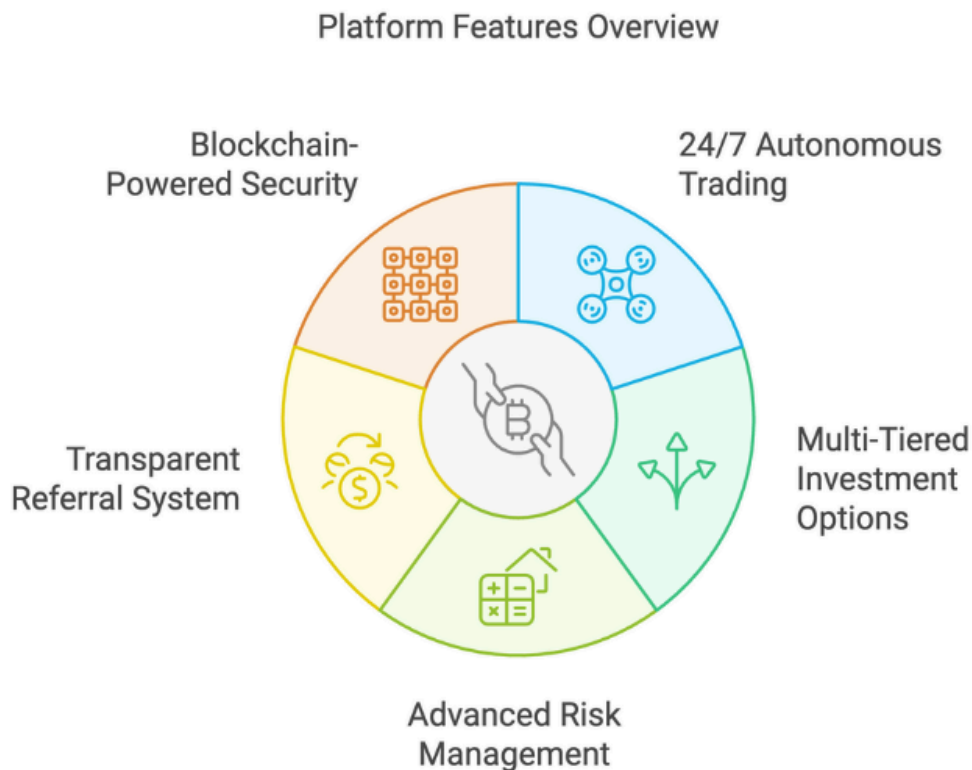 Platform Features Overview
Blockchain-
Powered Security
24/7 Autonomous
Trading
Transparent
Referral System
Multi-Tiered
Investment
Options
Advanced Risk
Management